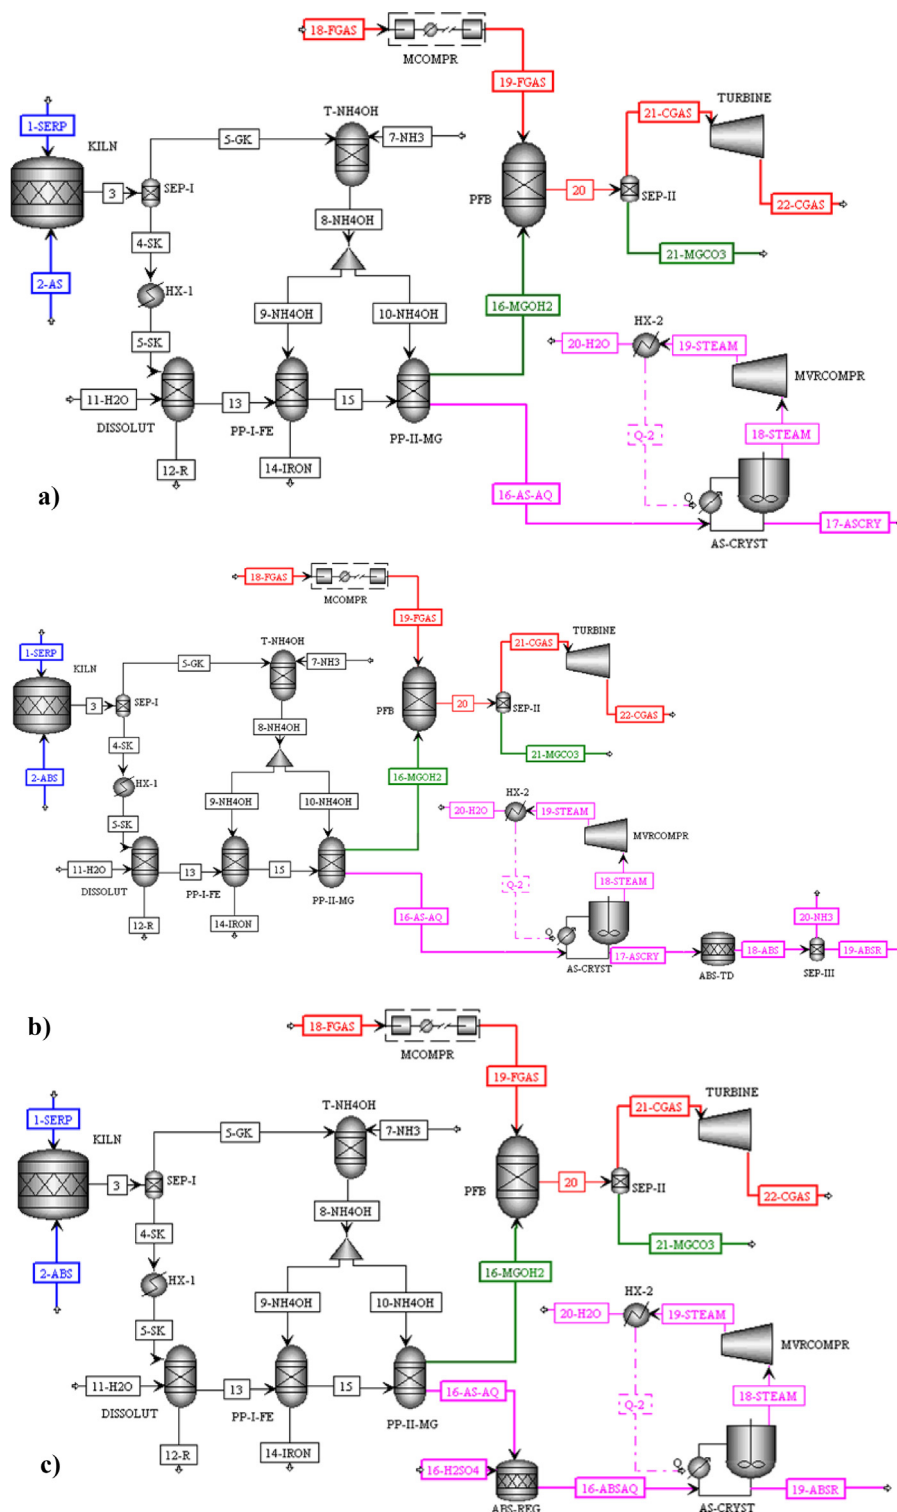 18-FGAS
MCOMPR
19-FGAS
TURBINE
21-CGAS
T-NH4OH
1-SERP
KILN
5-GK
7-NH3
3
SEP-I
PFB
20
SEP-II
22-CGAS
8-NH4OH
4-SK
21-MGCO3
2-AS
HX-1
9-NH4OH
10-NH4OH
16-MGOH2
HX-2
20-H2O
19-STEAM
5-SK
MVRCOMPR
11-H2O
13
15
DISSOLUT
PP-I-FE
PP-II-MG
Q-2
18-STEAM
12-R
14-IRON
a)
16-AS-AQ
Q
17-ASCRY
AS-CRYST
18-FGAS
MCOMPR
19-FGAS
TURBINE
21-CGAS
T-NH4OH
1-SERP
KILN
5-GK
7-NH3
3
SEP-I
PFB
20
SEP-II
22-CGAS
8-NH4OH
4-SK
21-MGCO3
2-ABS
HX-1
16-MGOH2
HX-2
9-NH4OH
10-NH4OH
20-H2O
19-STEAM
5-SK
MVRCOMPR
11-H2O
13
15
DISSOLUT
PP-I-FE
PP-II-MG
Q-2
18-STEAM
12-R
14-IRON
16-AS-AQ
20-NH3
Q
17-ASCRY
18-ABS
19-ABSR
AS-CRYST
ABS-TD
SEP-III
b)
18-FGAS
MCOMPR
19-FGAS
TURBINE
21-CGAS
T-NH4OH
1-SERP
KILN
5-GK
7-NH3
3
SEP-I
PFB
20
SEP-II
22-CGAS
8-NH4OH
4-SK
21-MGCO3
2-ABS
HX-1
16-MGOH2
HX-2
9-NH4OH
10-NH4OH
20-H2O
19-STEAM
5-SK
MVRCOMPR
11-H2O
13
15
16-AS-AQ
DISSOLUT
PP-I-FE
PP-II-MG
Q-2
18-STEAM
12-R
14-IRON
c)
16-H2SO4
Q
16-ABSAQ
19-ABSR
ABS-REG
AS-CRYST